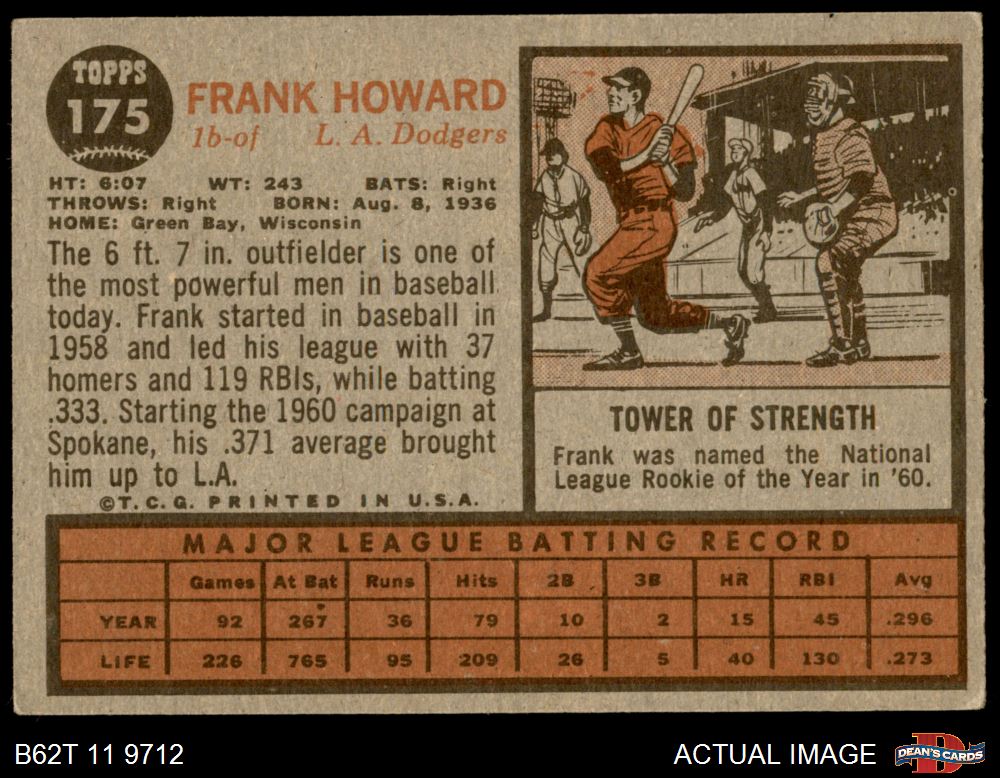 TOPPS
175
FRANK HOWARD
1b-of L. A. Dodgers
HT: 6:07 WT: 243 BATS: Right
THROWS: Right BORN: Aug. 8, 1936
HOME: Green Bay, Wisconsin
The 6 ft. 7 in. outfielder is one of
the most powerful men in baseball
today. Frank started in baseball in
1958 and led his league with 37
homers and 119 RBIs, while batting
.333. Starting the 1960 campaign at
Spokane, his .371 average brought
him up to L.A.
©T.C.G. PRINTED IN U.S.A.
TOWER OF STRENGTH
Frank was named the National
League Rookie of the Year in '60.
MAJOR LEAGUE BATTING RECORD
Games At Bat Runs Hits 2B 3B HR RBI Avg
YEAR 92 267 36 79 10 2 15 45 .296
LIFE 226 765 95 209 26 5 40 130 .273
B62T 11 9712
ACTUAL IMAGE
DEAN'S CARDS